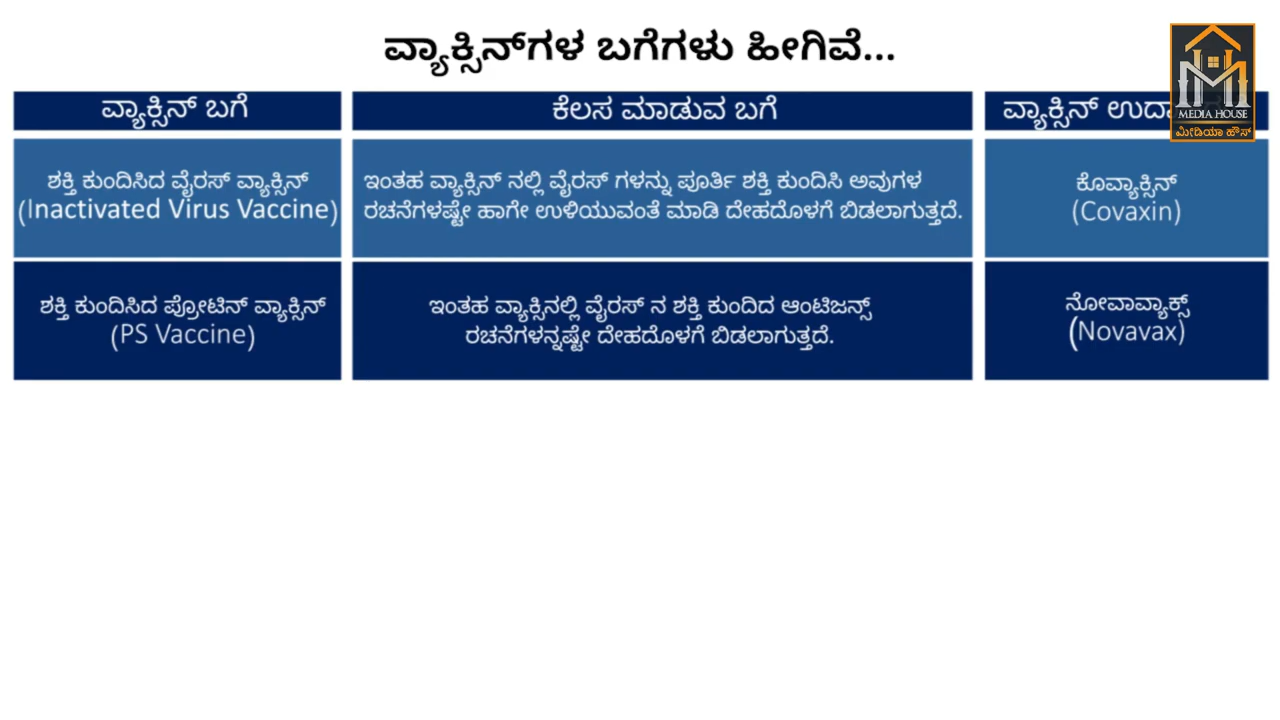 ವ್ಯಾಕ್ಸಿನ್‌ಗಳ ಬಗೆಗಳು ಹೀಗಿವೆ...
ವ್ಯಾಕ್ಸಿನ್ ಬಗೆ
ಕೆಲಸ ಮಾಡುವ ಬಗೆ
ವ್ಯಾಕ್ಸಿನ್
MEDIA HOUSE
ಮೀಡಿಯಾ ಹೌಸ್
ಶಕ್ತಿ ಕುಂದಿಸಿದ ವೈರಸ್ ವ್ಯಾಕ್ಸಿನ್
(Inactivated Virus Vaccine)
ಇಂತಹ ವ್ಯಾಕ್ಸಿನ್ ನಲ್ಲಿ ವೈರಸ್ ಗಳನ್ನು ಪೂರ್ತಿ ಶಕ್ತಿ ಕುಂದಿಸಿ ಅವುಗಳ
ರಚನೆಗಳಷ್ಟೇ ಹಾಗೇ ಉಳಿಯುವಂತೆ ಮಾಡಿ ದೇಹದೊಳಗೆ ಬಿಡಲಾಗುತ್ತದೆ.
ಕೊವ್ಯಾಕ್ಸಿನ್
(Covaxin)
ಶಕ್ತಿ ಕುಂದಿಸಿದ ಪ್ರೋಟಿನ್ ವ್ಯಾಕ್ಸಿನ್
(PS Vaccine)
ಇಂತಹ ವ್ಯಾಕ್ಸಿನಲ್ಲಿ ವೈರಸ್ ನ ಶಕ್ತಿ ಕುಂದಿದ ಆಂಟಿಜನ್ಸ್
ರಚನೆಗಳನ್ನಷ್ಟೇ ದೇಹದೊಳಗೆ ಬಿಡಲಾಗುತ್ತದೆ.
ನೋವಾವ್ಯಾಕ್ಸ್
(Novavax)